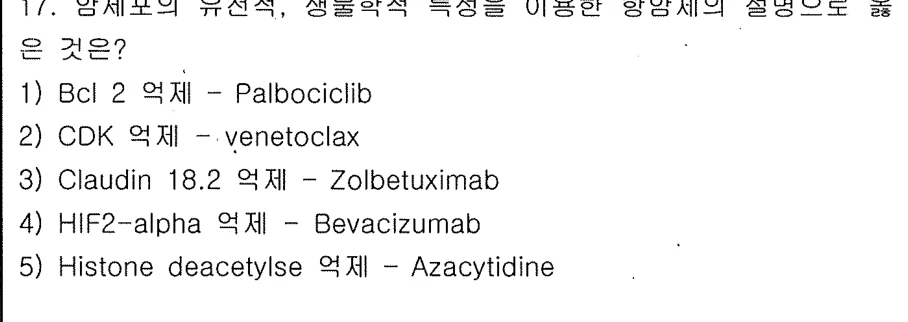 17. 암세포의 유전적, 생물학적 특성을 이용한 항암제의 설명으로 옳
은 것은?
1) Bcl 2 억제 - Palbociclib
2) CDK 억제 - venetoclax
3) Claudin 18.2 억제 - Zolbetuximab
4) HIF2-alpha 억제 - Bevacizumab
5) Histone deacetylse 억제 - Azacytidine